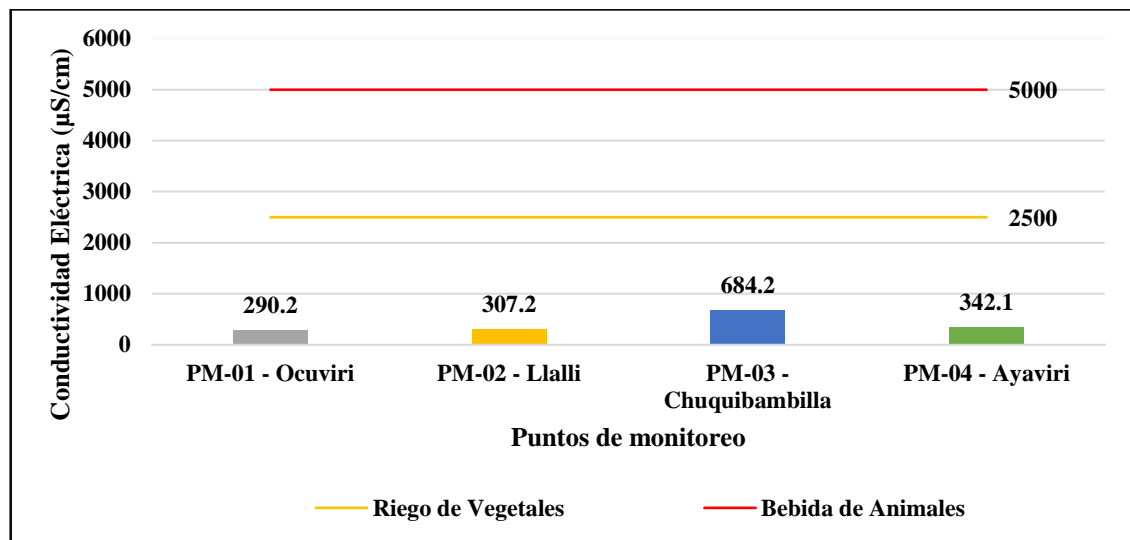 Conductividad Eléctrica (µS/cm)
6000
5000
4000
3000
2000
1000
0
5000
2500
290.2
307.2
684.2
342.1
PM-01 - Ocuviri
PM-02 - Llalli
PM-03 -
Chuquibambilla
PM-04 - Ayaviri
Puntos de monitoreo
Riego de Vegetales
Bebida de Animales